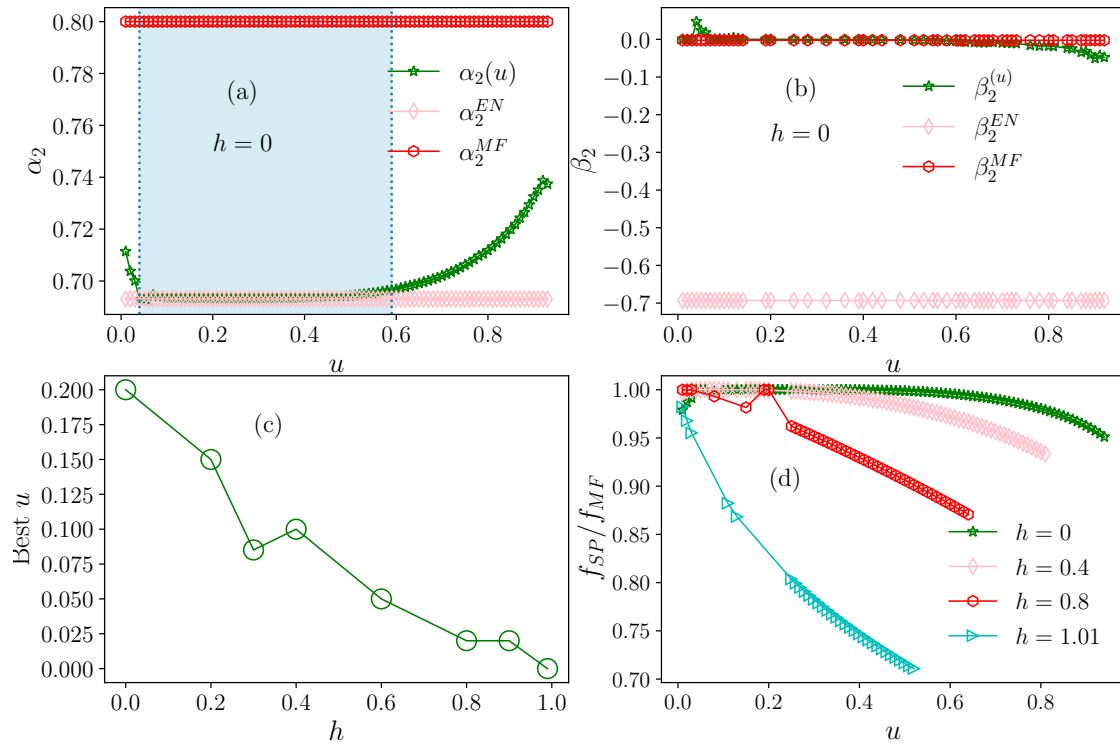 0.80
0.78
0.76
0.74
0.72
0.70
α₂
(a)
h = 0
α₂(u)
α₂^{EN}
α₂^{MF}
0.0 0.2 0.4 0.6 0.8
u
0.0
−0.1
−0.2
−0.3
−0.4
−0.5
−0.6
−0.7
β₂
(b)
h = 0
β₂^{(u)}
β₂^{EN}
β₂^{MF}
0.0 0.2 0.4 0.6 0.8
u
0.200
0.175
0.150
0.125
0.100
0.075
0.050
0.025
0.000
Best u
(c)
0.0 0.2 0.4 0.6 0.8 1.0
h
1.00
0.95
0.90
0.85
0.80
0.75
0.70
f_{SP}/f_{MF}
(d)
h = 0
h = 0.4
h = 0.8
h = 1.01
0.0 0.2 0.4 0.6 0.8
u